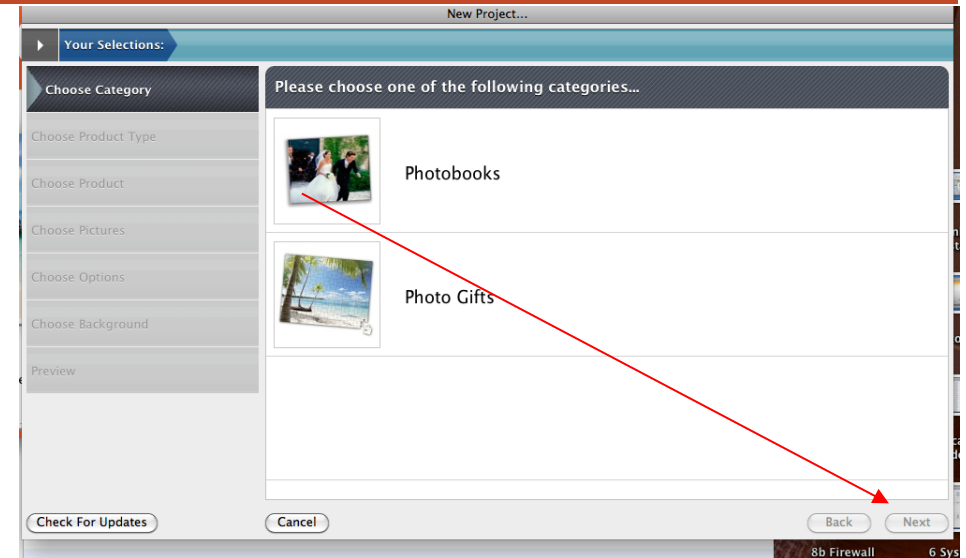 New Project...
Your Selections:
Choose Category
Choose Product Type
Choose Product
Choose Pictures
Choose Options
Choose Background
Preview
Please choose one of the following categories...
Photobooks
Photo Gifts
Check For Updates
Cancel
Back
Next
8b Firewall
6 Sys